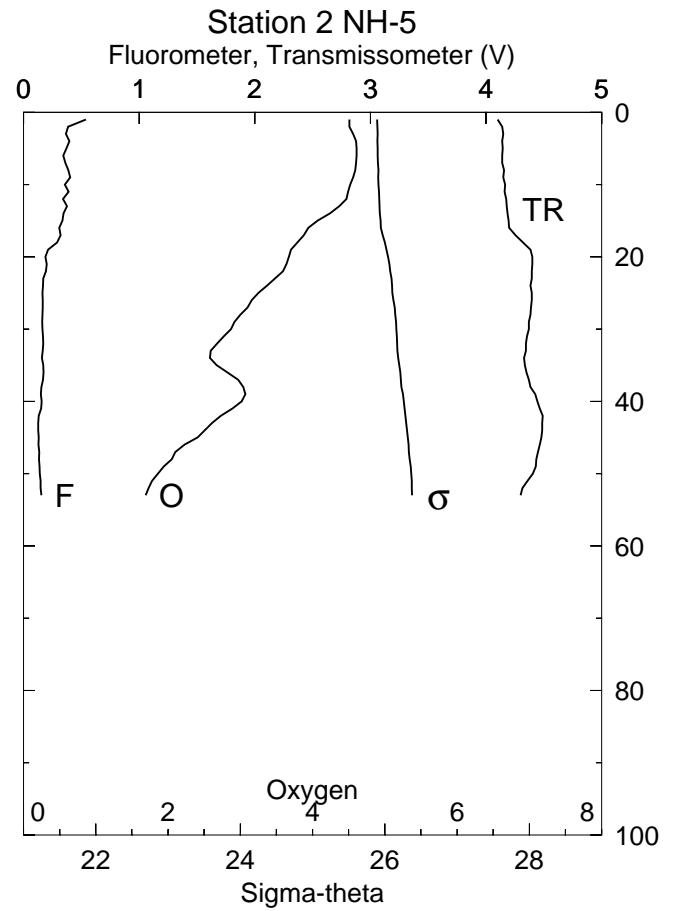 Station 2 NH-5
Fluorometer, Transmissometer (V)
0 1 2 3 4 5
0
TR
20
40
F O σ
60
80
Oxygen
0 2 4 6 8
100
22 24 26 28
Sigma-theta